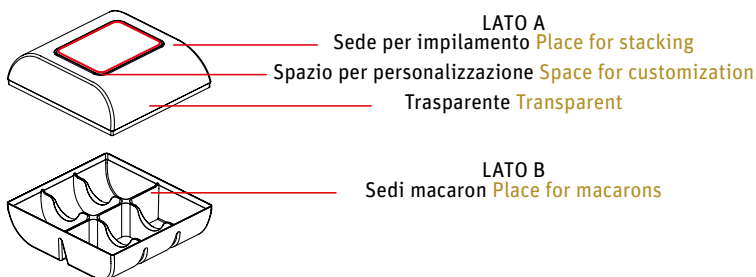 LATO A
Sede per impilamento Place for stacking
Spazio per personalizzazione Space for customization
Trasparente Transparent
LATO B
Sedi macaron Place for macarons